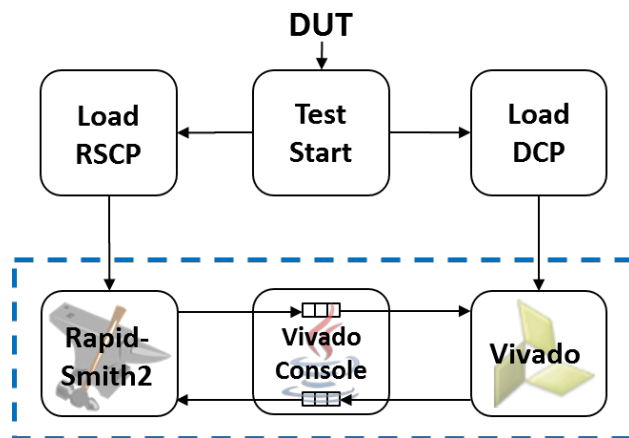 DUT
Load
RSCP
Test
Start
Load
DCP
Rapid-
Smith2
Vivado
Console
Vivado